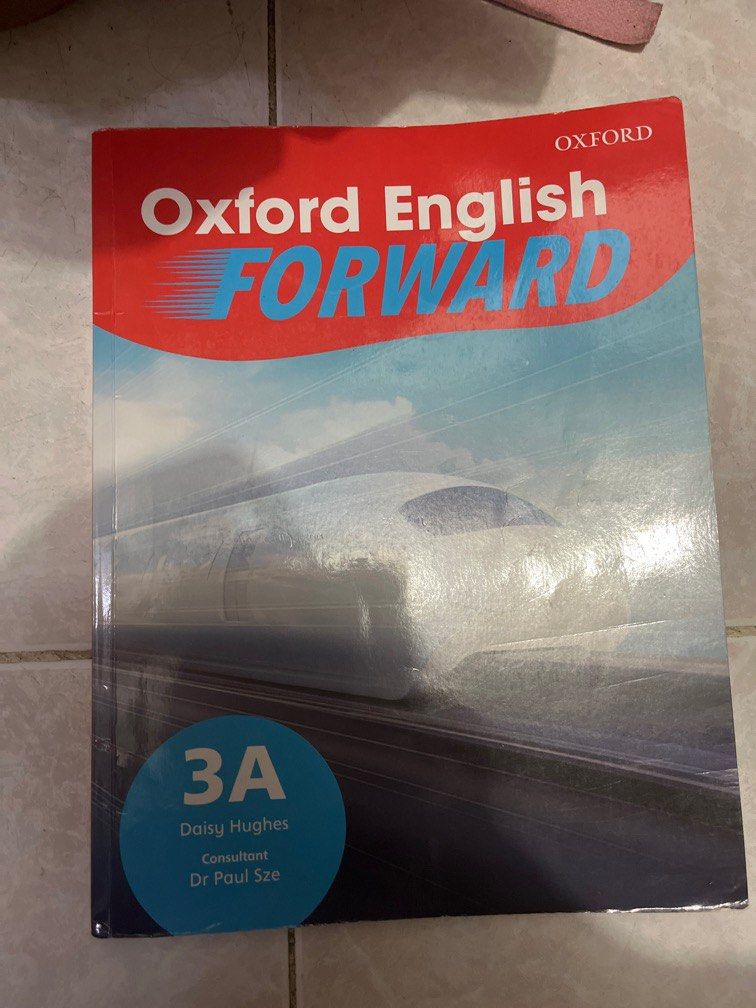 OXFORD
Oxford English
FORWARD
3A
Daisy Hughes
Consultant
Dr Paul Sze